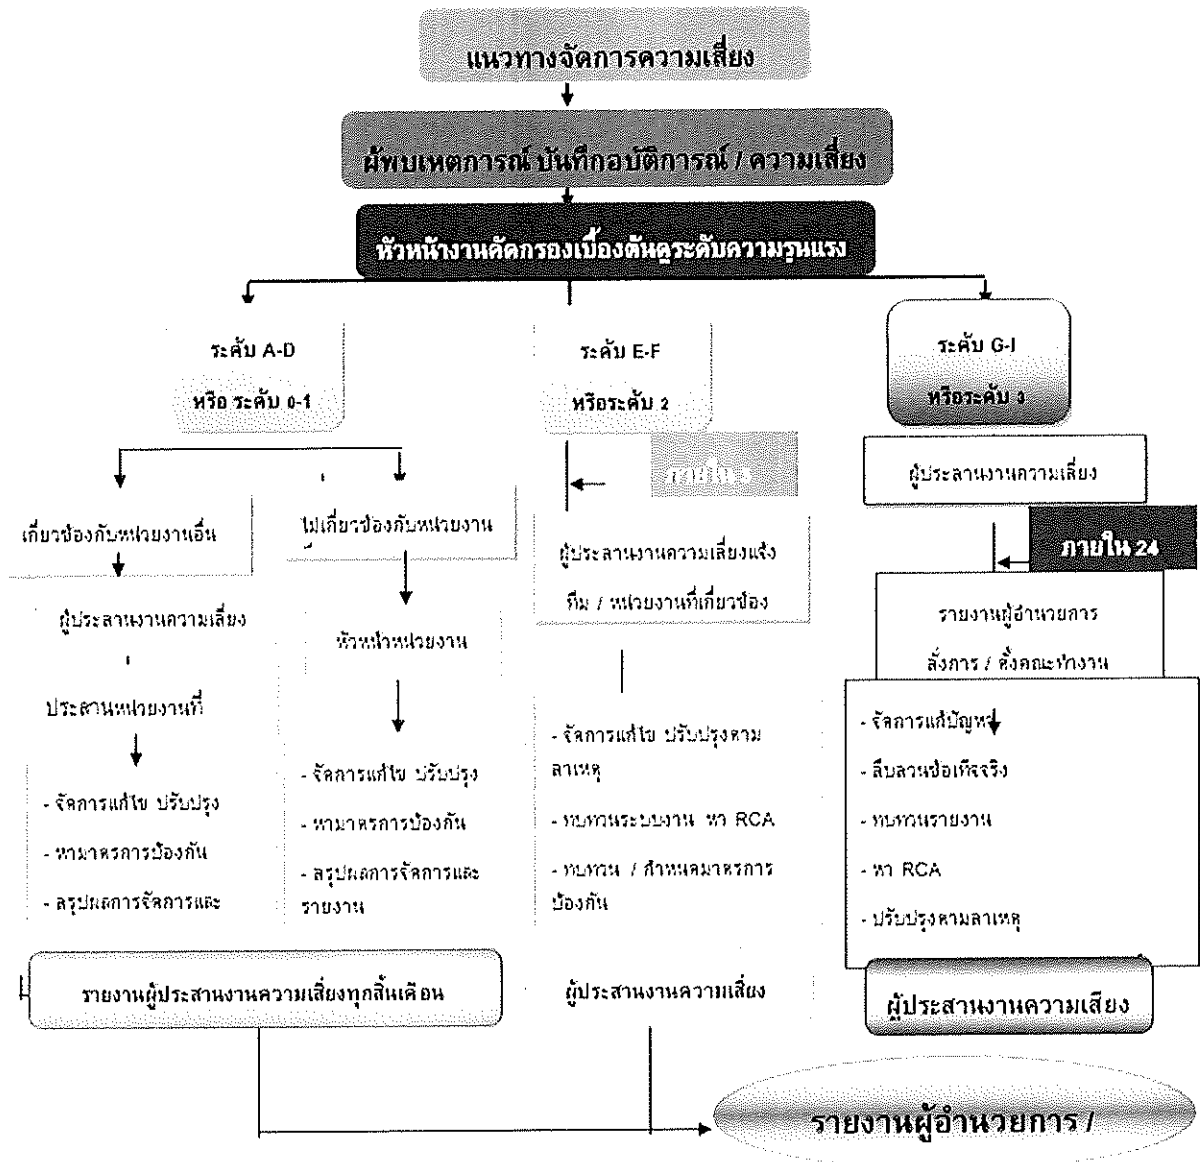 แนวทางจัดการความเสี่ยง
ผู้พบเหตุการณ์ บันทึกอุบัติการณ์ / ความเสี่ยง
หัวหน้างานคัดกรองเบื้องต้นดูระดับความรุนแรง
ระดับ A-D
หรือ ระดับ 0-1
ระดับ E-F
หรือระดับ 2
ระดับ G-I
หรือระดับ 3
เกี่ยวข้องกับหน่วยงานอื่น
ไม่เกี่ยวข้องกับหน่วยงาน
ภายใน
ผู้ประสานงานความเสี่ยง
ภายใน 24
ผู้ประสานงานความเสี่ยงแจ้ง
ทีม / หน่วยงานที่เกี่ยวข้อง
รายงานผู้อำนวยการ
สั่งการ / ตั้งคณะทำงาน
ผู้ประสานงานความเสี่ยง
หัวหน้าหน่วยงาน
ประสานหน่วยงานที่
- จัดการแก้ไข ปรับปรุง
- หามาตรการป้องกัน
- สรุปผลการจัดการและ
- จัดการแก้ไข ปรับปรุง
- หามาตรการป้องกัน
- สรุปผลการจัดการและ
รายงาน
- จัดการแก้ไข ปรับปรุงตาม
สาเหตุ
- ทบทวนระบบงาน หา RCA
- ทบทวน / กำหนดมาตรการ
ป้องกัน
- จัดการแก้ปัญหา
- สืบสวนข้อเท็จจริง
- ทบทวนรายงาน
- หา RCA
- ปรับปรุงตามสาเหตุ
รายงานผู้ประสานงานความเสี่ยงทุกสิ้นเดือน
ผู้ประสานงานความเสี่ยง
ผู้ประสานงานความเสี่ยง
รายงานผู้อำนวยการ /